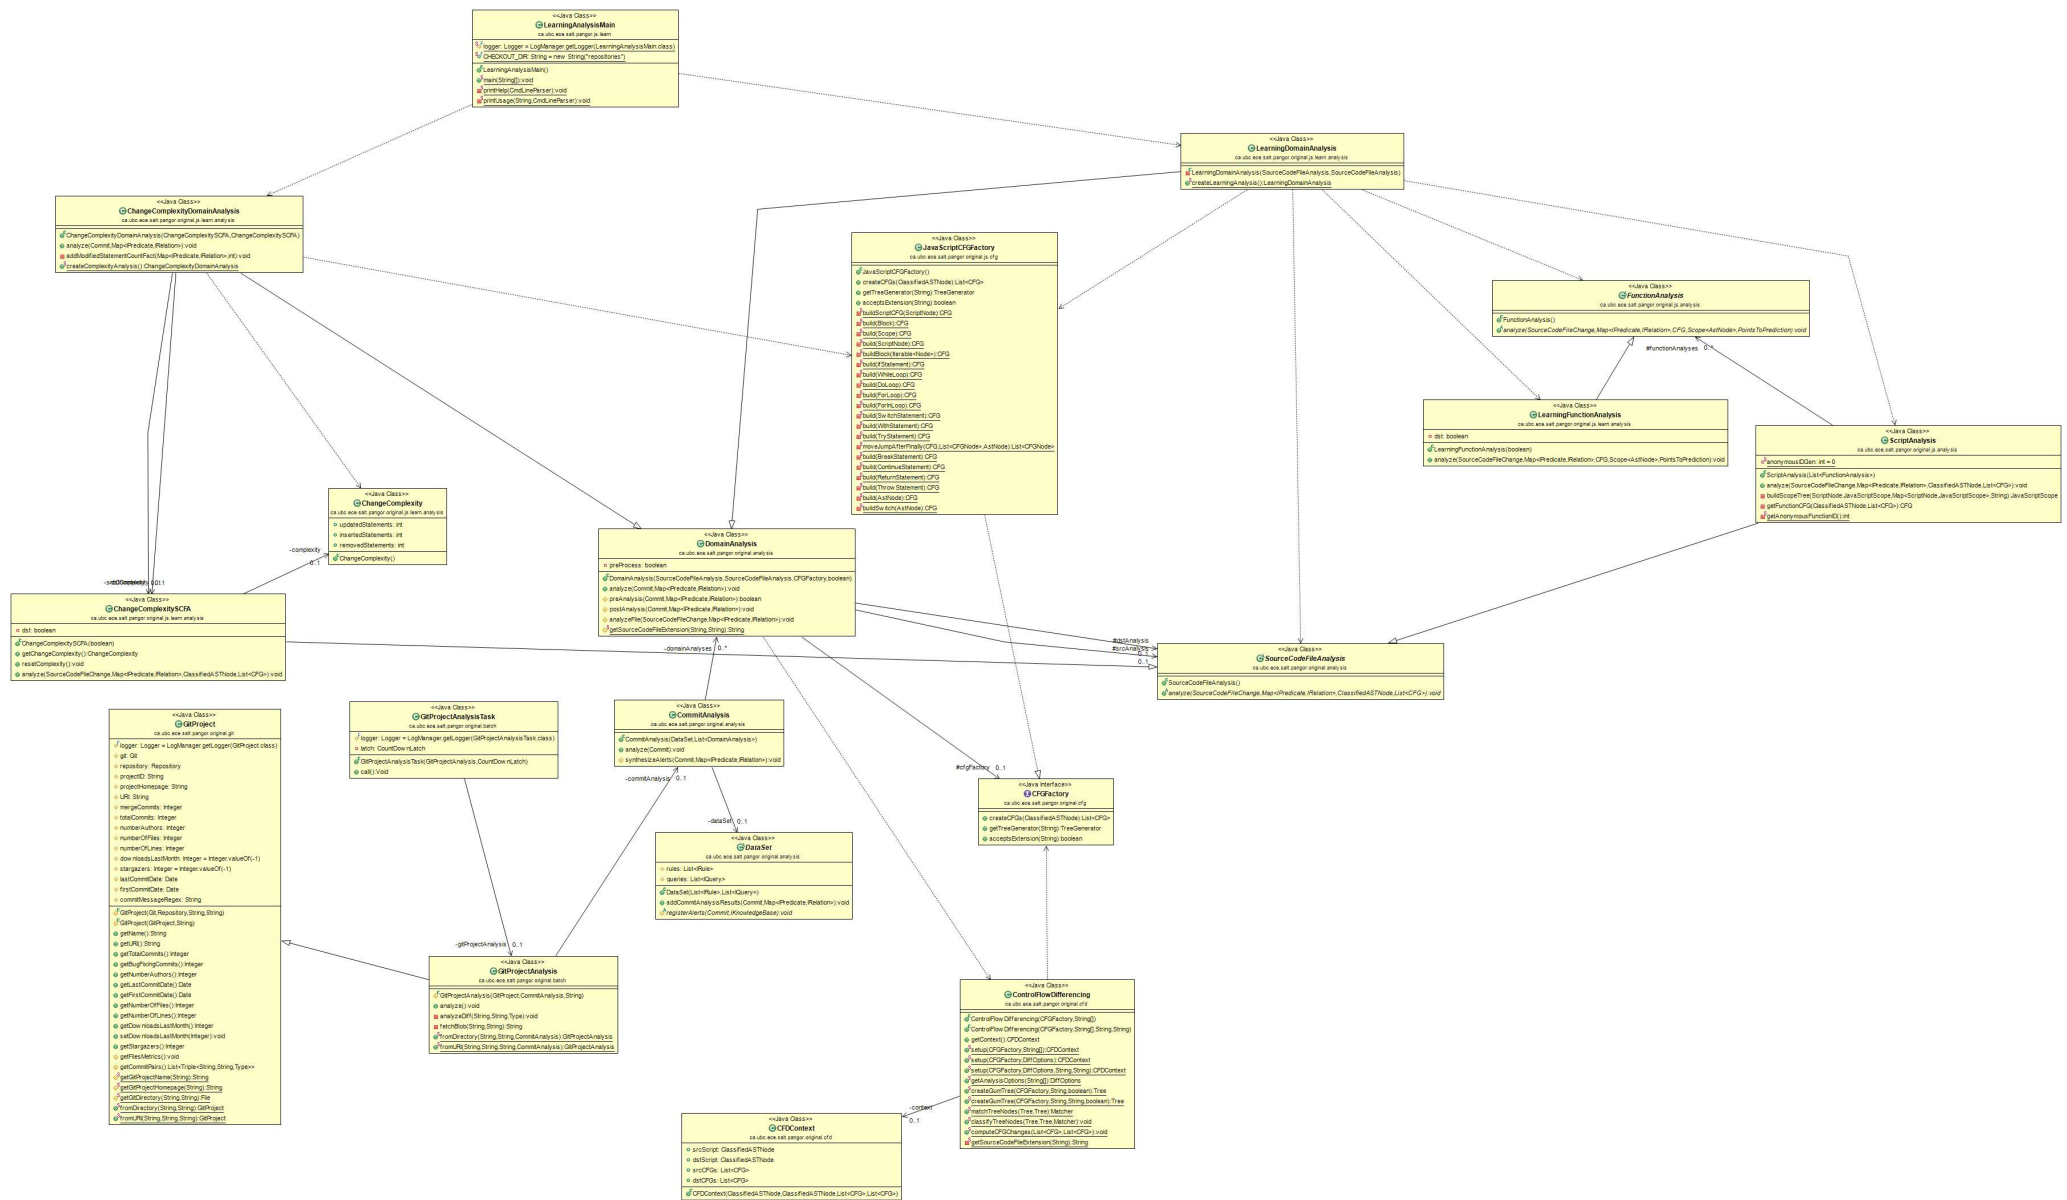 <<Java Class>>
LearningAnalysisMain
ca.ubc.ece.salt.pangor.js.learn
logger: Logger = LogManager.getLogger(LearningAnalysisMain.class)
CHECKOUT_DIR: String = new String("repositories")
LearningAnalysisMain()
main(String[]):void
printHelp(CmdLineParser):void
printUsage(String,CmdLineParser):void
<<Java Class>>
LearningDomainAnalysis
ca.ubc.ece.salt.pangor.original.js.learn.analysis
LearningDomainAnalysis(SourceCodeFileAnalysis,SourceCodeFileAnalysis)
createLearningAnalysis():LearningDomainAnalysis
<<Java Class>>
ChangeComplexityDomainAnalysis
ca.ubc.ece.salt.pangor.original.js.learn.analysis
ChangeComplexityDomainAnalysis(ChangeComplexitySCFA,ChangeComplexitySCFA)
analyze(Commit,Map<IPredicate,IRelation>):void
addModifiedStatementCountFact(Map<IPredicate,IRelation>,int):void
createComplexityAnalysis():ChangeComplexityDomainAnalysis
<<Java Class>>
JavaScriptCFGFactory
ca.ubc.ece.salt.pangor.original.js.cfg
JavaScriptCFGFactory()
createCFGs(ClassifiedASTNode):List<CFG>
getTreeGenerator(String):TreeGenerator
acceptsExtension(String):boolean
buildScriptCFG(ScriptNode):CFG
build(Block):CFG
build(Scope):CFG
build(ScriptNode):CFG
buildBlock(Iterable<Node>):CFG
build(IfStatement):CFG
build(WhileLoop):CFG
build(DoLoop):CFG
build(ForLoop):CFG
build(ForInLoop):CFG
build(SwitchStatement):CFG
build(WithStatement):CFG
build(TryStatement):CFG
moveJumpAfterFinally(CFG,List<CFGNode>,AstNode):List<CFGNode>
build(BreakStatement):CFG
build(ContinueStatement):CFG
build(ReturnStatement):CFG
build(ThrowStatement):CFG
build(AstNode):CFG
buildSwitch(AstNode):CFG
<<Java Class>>
FunctionAnalysis
ca.ubc.ece.salt.pangor.original.js.analysis
FunctionAnalysis()
analyze(SourceCodeFileChange,Map<IPredicate,IRelation>,CFG,Scope<AstNode>,PointsToPrediction):void
#functionAnalyses 0..*
<<Java Class>>
LearningFunctionAnalysis
ca.ubc.ece.salt.pangor.original.js.learn.analysis
dst: boolean
LearningFunctionAnalysis(boolean)
analyze(SourceCodeFileChange,Map<IPredicate,IRelation>,CFG,Scope<AstNode>,PointsToPrediction):void
<<Java Class>>
ScriptAnalysis
ca.ubc.ece.salt.pangor.original.js.analysis
anonymousIDGen: int = 0
ScriptAnalysis(List<FunctionAnalysis>)
analyze(SourceCodeFileChange,Map<IPredicate,IRelation>,ClassifiedASTNode,List<CFG>):void
buildScopeTree(ScriptNode,JavaScriptScope,Map<ScriptNode,JavaScriptScope>,String):JavaScriptScope
getFunctionCFG(ClassifiedASTNode,List<CFG>):CFG
getAnonymousFunctionID():int
<<Java Class>>
ChangeComplexity
ca.ubc.ece.salt.pangor.original.js.learn.analysis
updatedStatements: int
insertedStatements: int
removedStatements: int
ChangeComplexity()
-complexity
0..1
<<Java Class>>
DomainAnalysis
ca.ubc.ece.salt.pangor.original.analysis
preProcess: boolean
DomainAnalysis(SourceCodeFileAnalysis,SourceCodeFileAnalysis,CFGFactory,boolean)
analyze(Commit,Map<IPredicate,IRelation>):void
preAnalysis(Commit,Map<IPredicate,IRelation>):boolean
postAnalysis(Commit,Map<IPredicate,IRelation>):void
analyzeFile(SourceCodeFileChange,Map<IPredicate,IRelation>):void
getSourceCodeFileExtension(String,String):String
<<Java Class>>
ChangeComplexitySCFA
ca.ubc.ece.salt.pangor.original.js.learn.analysis
dst: boolean
ChangeComplexitySCFA(boolean)
getChangeComplexity():ChangeComplexity
resetComplexity():void
analyze(SourceCodeFileChange,Map<IPredicate,IRelation>,ClassifiedASTNode,List<CFG>):void
#dstAnalysis
#srcAnalysis
0..1
0..1
-domainAnalyses 0..*
<<Java Class>>
SourceCodeFileAnalysis
ca.ubc.ece.salt.pangor.original.analysis
SourceCodeFileAnalysis()
analyze(SourceCodeFileChange,Map<IPredicate,IRelation>,ClassifiedASTNode,List<CFG>):void
<<Java Class>>
GitProject
ca.ubc.ece.salt.pangor.original.git
logger: Logger = LogManager.getLogger(GitProject.class)
git: Git
repository: Repository
projectID: String
projectHomepage: String
URI: String
mergeCommits: Integer
totalCommits: Integer
numberAuthors: Integer
numberOfFiles: Integer
numberOfLines: Integer
downloadsLastMonth: Integer = Integer.valueOf(-1)
stargazers: Integer = Integer.valueOf(-1)
lastCommitDate: Date
firstCommitDate: Date
commitMessageRegex: String
GitProject(Git,Repository,String,String)
GitProject(GitProject,String)
getName():String
getURI():String
getTotalCommits():Integer
getBugFixingCommits():Integer
getNumberAuthors():Integer
getLastCommitDate():Date
getFirstCommitDate():Date
getNumberOfFiles():Integer
getNumberOfLines():Integer
getDownloadsLastMonth():Integer
setDownloadsLastMonth(Integer):void
getStargazers():Integer
getFilesMetrics():void
getCommitPairs():List<Triple<String,String,Type>>
getGitProjectName(String):String
getGitProjectHomepage(String):String
getGitDirectory(String,String):File
fromDirectory(String,String):GitProject
fromURI(String,String,String):GitProject
<<Java Class>>
GitProjectAnalysisTask
ca.ubc.ece.salt.pangor.original.batch
logger: Logger = LogManager.getLogger(GitProjectAnalysisTask.class)
latch: CountDownLatch
GitProjectAnalysisTask(GitProjectAnalysis,CountDownLatch)
call():Void
<<Java Class>>
CommitAnalysis
ca.ubc.ece.salt.pangor.original.analysis
CommitAnalysis(DataSet,List<DomainAnalysis>)
analyze(Commit):void
synthesizeAlerts(Commit,Map<IPredicate,IRelation>):void
-commitAnalysis 0..1
#cfgFactory 0..1
<<Java Interface>>
CFGFactory
ca.ubc.ece.salt.pangor.original.cfg
createCFGs(ClassifiedASTNode):List<CFG>
getTreeGenerator(String):TreeGenerator
acceptsExtension(String):boolean
-dataSet 0..1
<<Java Class>>
DataSet
ca.ubc.ece.salt.pangor.original.analysis
rules: List<IRule>
queries: List<IQuery>
DataSet(List<IRule>,List<IQuery>)
addCommitAnalysisResults(Commit,Map<IPredicate,IRelation>):void
registerAlerts(Commit,IKnowledgeBase):void
-gitProjectAnalysis 0..1
<<Java Class>>
GitProjectAnalysis
ca.ubc.ece.salt.pangor.original.batch
GitProjectAnalysis(GitProject,CommitAnalysis,String)
analyze():void
analyzeDiff(String,String,Type):void
fetchBlob(String,String):String
fromDirectory(String,String,CommitAnalysis):GitProjectAnalysis
fromURI(String,String,String,CommitAnalysis):GitProjectAnalysis
<<Java Class>>
ControlFlowDifferencing
ca.ubc.ece.salt.pangor.original.cfd
ControlFlowDifferencing(CFGFactory,String[])
ControlFlowDifferencing(CFGFactory,String[],String,String)
getContext():CFDContext
setup(CFGFactory,String[]):CFDContext
setup(CFGFactory,DiffOptions):CFDContext
setup(CFGFactory,DiffOptions,String,String):CFDContext
getAnalysisOptions(String[]):DiffOptions
createGumTree(CFGFactory,String,boolean):Tree
createGumTree(CFGFactory,String,String,boolean):Tree
matchTreeNodes(Tree,Tree):Matcher
classifyTreeNodes(Tree,Tree,Matcher):void
computeCFGChanges(List<CFG>,List<CFG>):void
getSourceCodeFileExtension(String):String
-context
0..1
<<Java Class>>
CFDContext
ca.ubc.ece.salt.pangor.original.cfd
srcScript: ClassifiedASTNode
dstScript: ClassifiedASTNode
srcCFGs: List<CFG>
dstCFGs: List<CFG>
CFDContext(ClassifiedASTNode,ClassifiedASTNode,List<CFG>,List<CFG>)